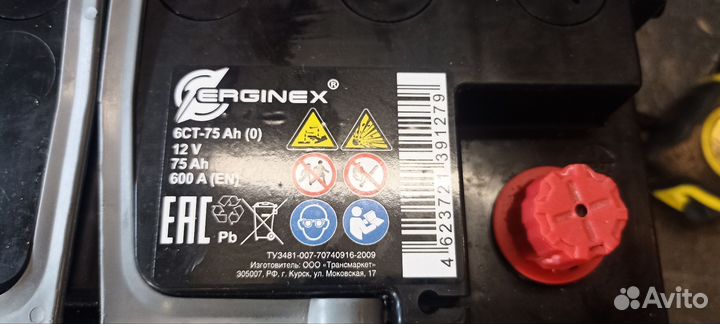 ERGINEX®
6CT-75 Ah (0)
12 V
75 Ah
600 A (EN)
EAC
Pb
ТУ3481-007-70740916-2009
Изготовитель: ООО «Трансмаркет»
305007, РФ, г. Курск, ул. Моковская, 17
4 623721 391279
Avito